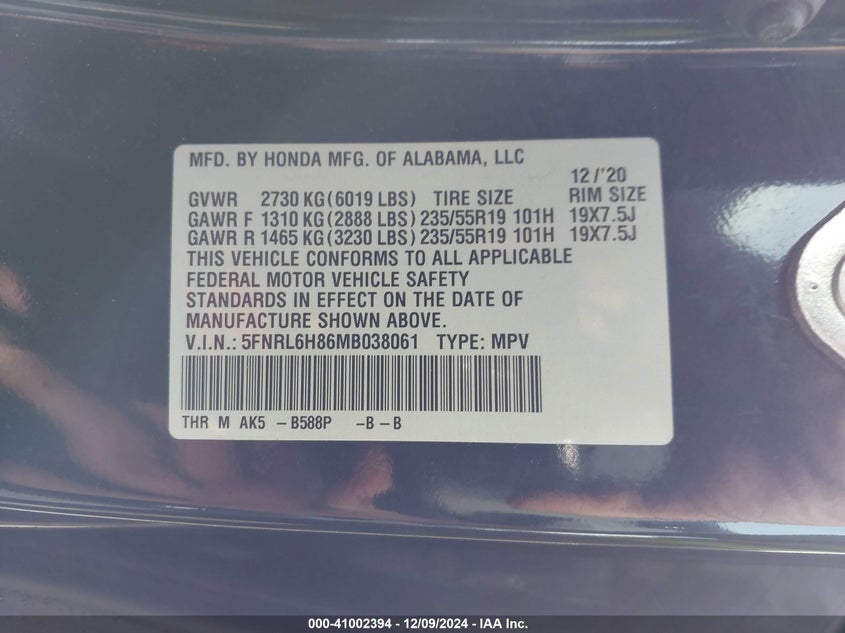 MFD. BY HONDA MFG. OF ALABAMA, LLC
12/'20
GVWR 2730 KG (6019 LBS) TIRE SIZE RIM SIZE
GAWR F 1310 KG (2888 LBS) 235/55R19 101H 19X7.5J
GAWR R 1465 KG (3230 LBS) 235/55R19 101H 19X7.5J
THIS VEHICLE CONFORMS TO ALL APPLICABLE
FEDERAL MOTOR VEHICLE SAFETY
STANDARDS IN EFFECT ON THE DATE OF
MANUFACTURE SHOWN ABOVE.
V.I.N.: 5FNRL6H86MB038061 TYPE: MPV
THR M AK5 -B588P -B-B
000-41002394 - 12/09/2024 - IAA Inc.